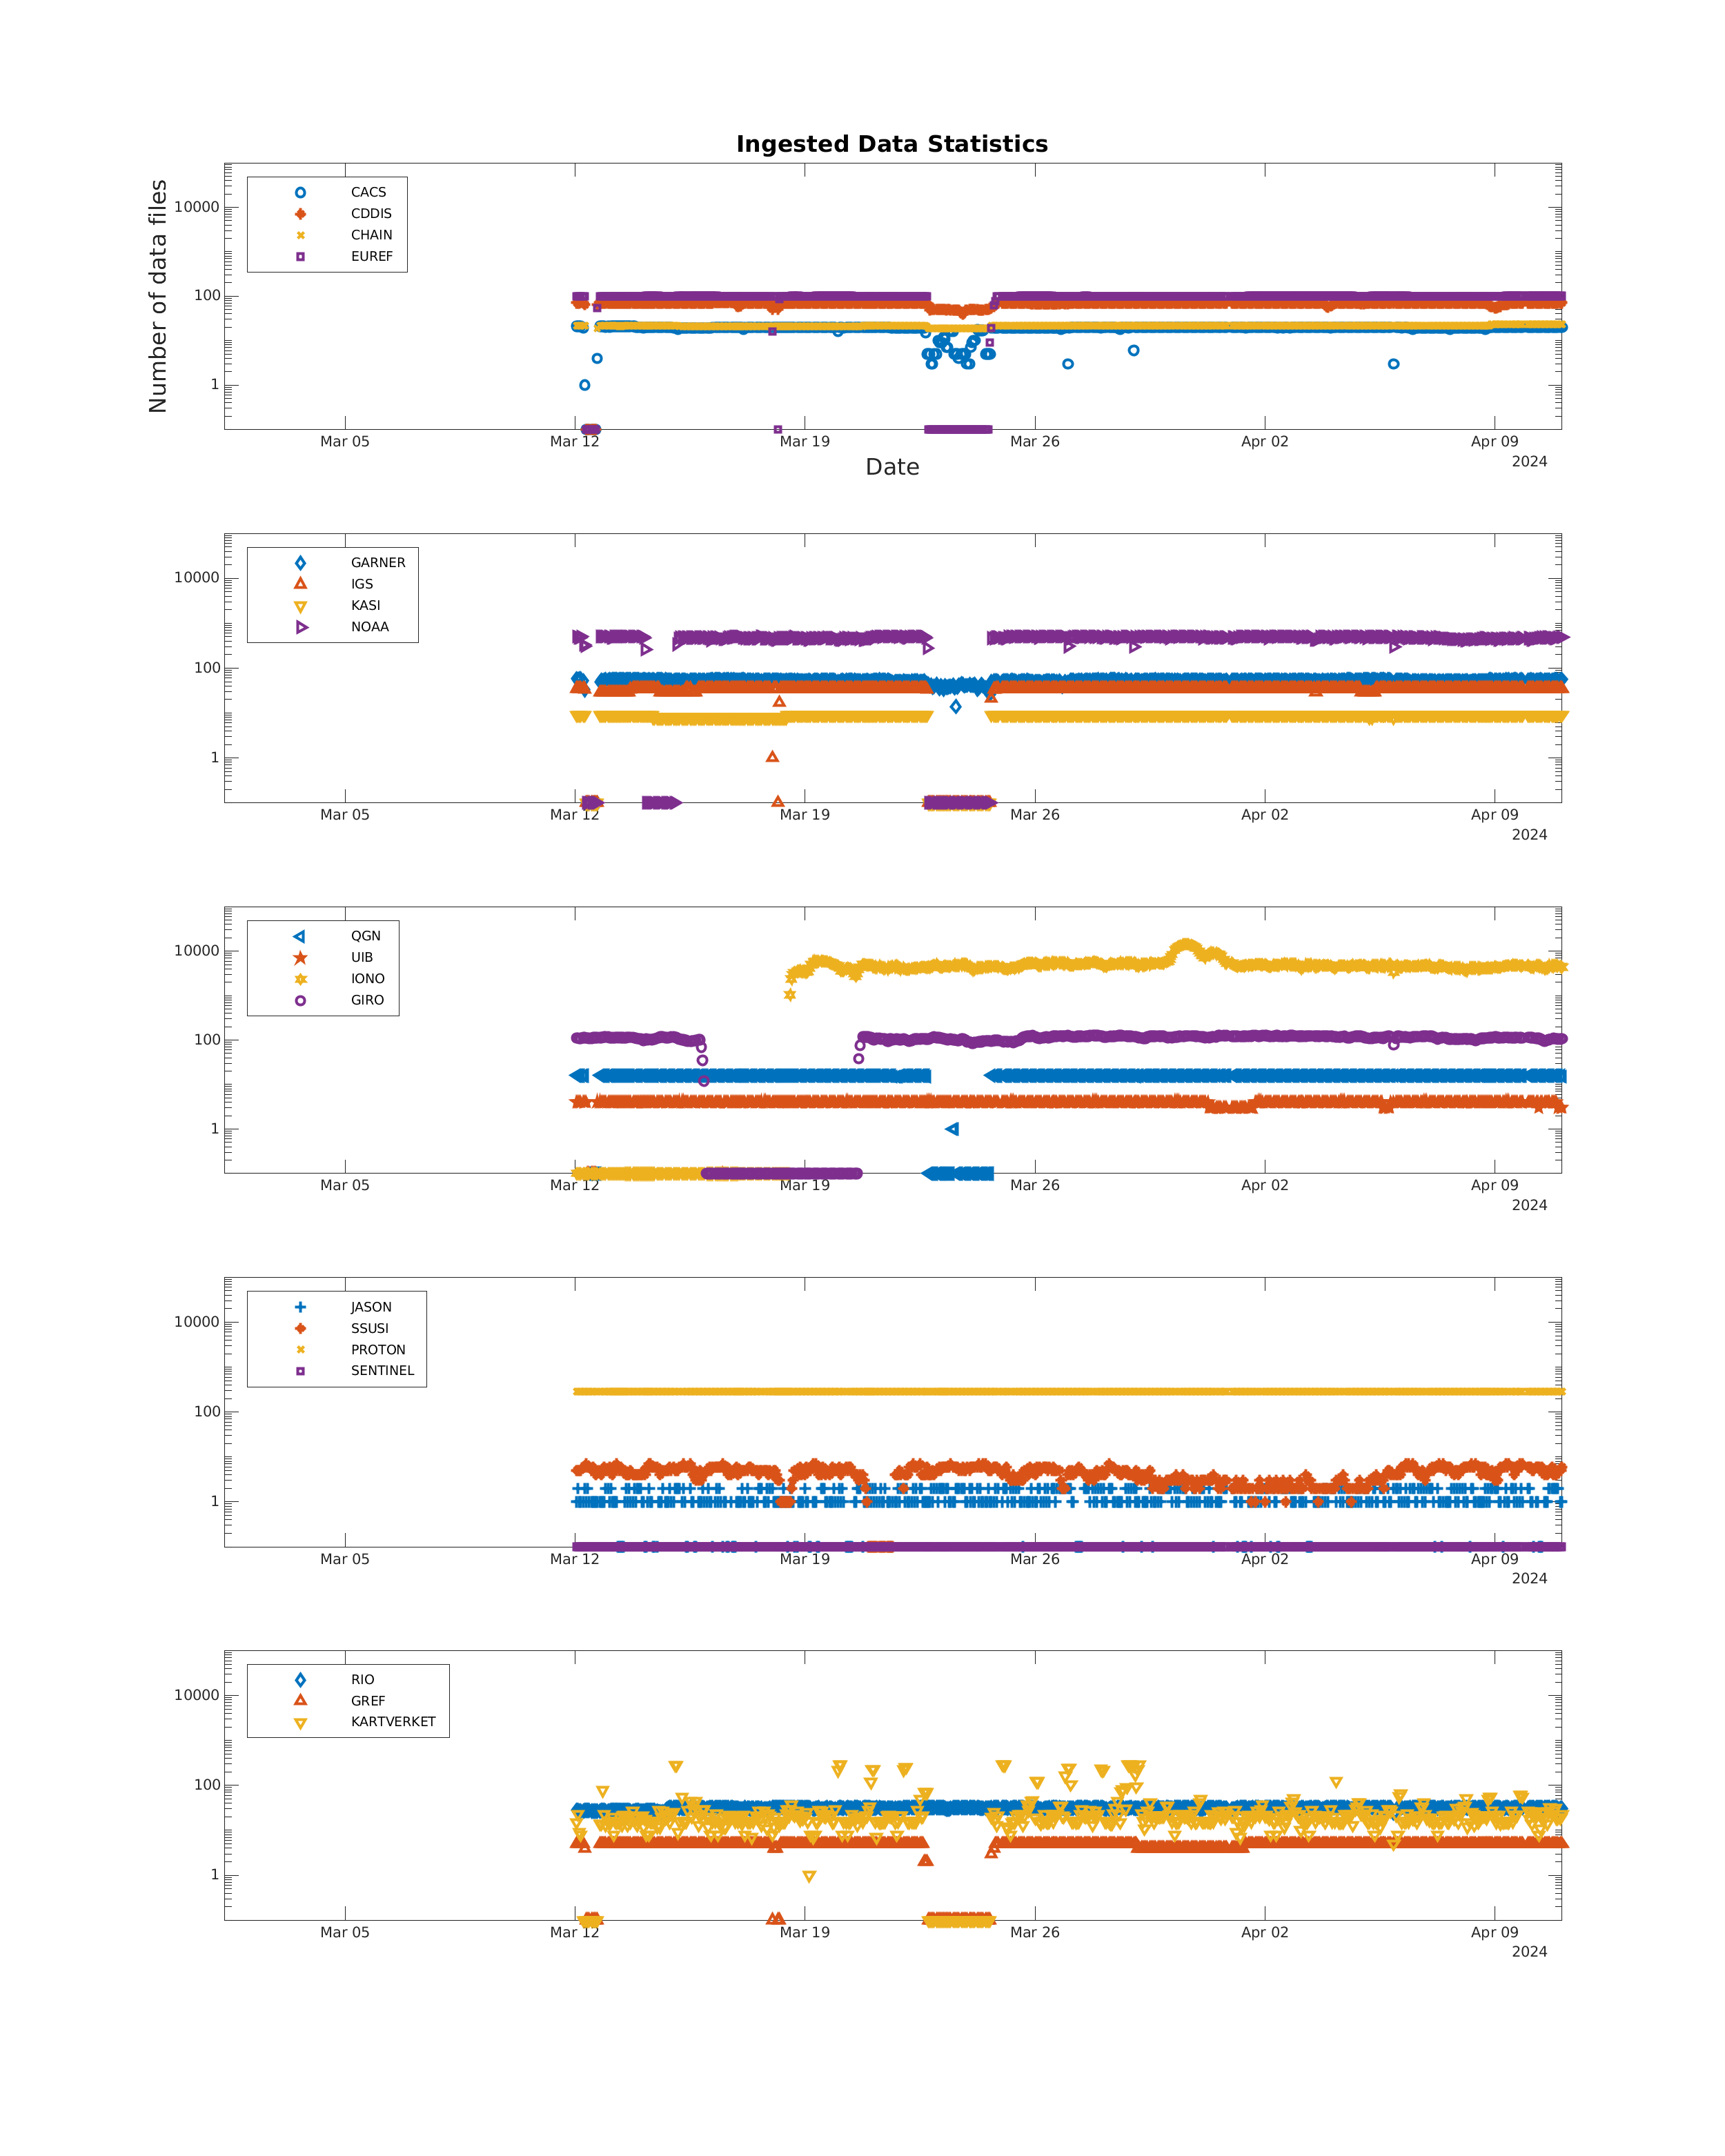 Ingested Data Statistics
Number of data files
10000
100
1
CACS
CDDIS
CHAIN
EUREF
Mar 05 Mar 12 Mar 19 Mar 26 Apr 02 Apr 09
2024
Date
10000
100
1
GARNER
IGS
KASI
NOAA
Mar 05 Mar 12 Mar 19 Mar 26 Apr 02 Apr 09
2024
10000
100
1
QGN
UIB
IONO
GIRO
Mar 05 Mar 12 Mar 19 Mar 26 Apr 02 Apr 09
2024
10000
100
1
JASON
SSUSI
PROTON
SENTINEL
Mar 05 Mar 12 Mar 19 Mar 26 Apr 02 Apr 09
2024
10000
100
1
RIO
GREF
KARTVERKET
Mar 05 Mar 12 Mar 19 Mar 26 Apr 02 Apr 09
2024